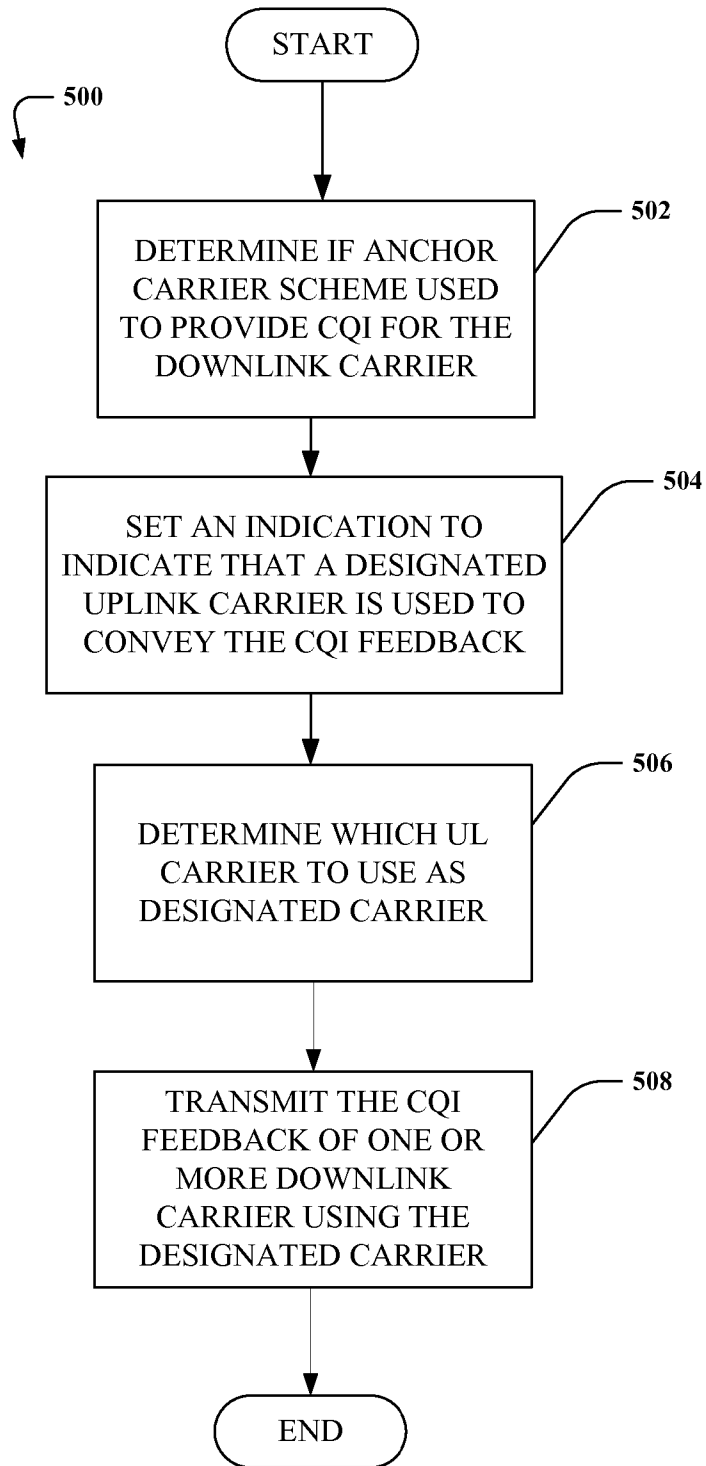 START
500
502
DETERMINE IF ANCHOR
CARRIER SCHEME USED
TO PROVIDE CQI FOR THE
DOWNLINK CARRIER
504
SET AN INDICATION TO
INDICATE THAT A DESIGNATED
UPLINK CARRIER IS USED TO
CONVEY THE CQI FEEDBACK
506
DETERMINE WHICH UL
CARRIER TO USE AS
DESIGNATED CARRIER
508
TRANSMIT THE CQI
FEEDBACK OF ONE OR
MORE DOWNLINK
CARRIER USING THE
DESIGNATED CARRIER
END